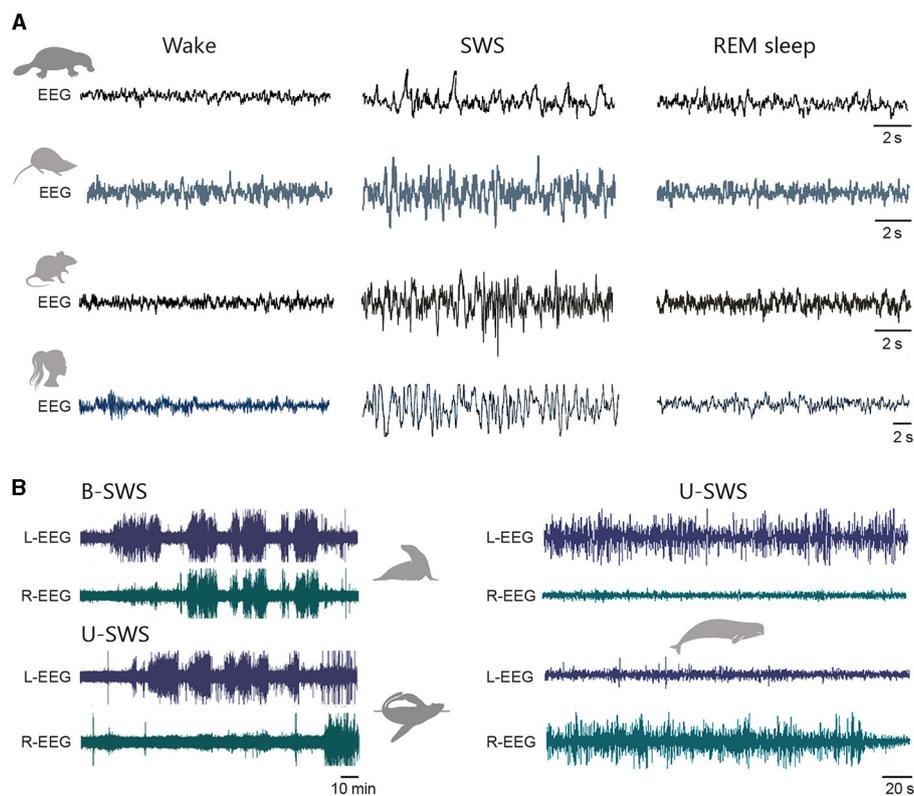 A
Wake SWS REM sleep
EEG
2 s
EEG
2 s
EEG
2 s
EEG
2 s
B
B-SWS U-SWS
L-EEG L-EEG
R-EEG R-EEG
U-SWS
L-EEG L-EEG
R-EEG R-EEG
10 min 20 s